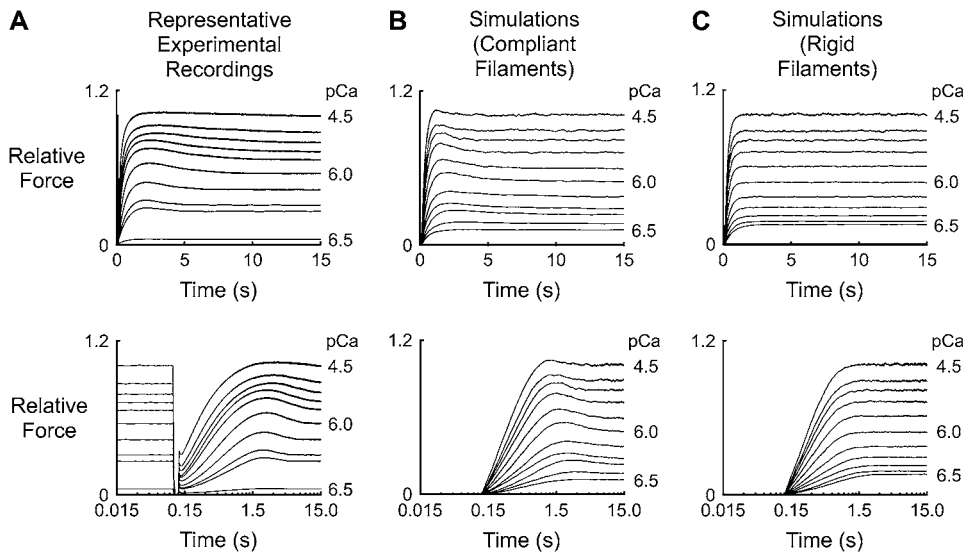 A
Representative
Experimental
Recordings
B
Simulations
(Compliant
Filaments)
C
Simulations
(Rigid
Filaments)
1.2
pCa
4.5
Relative
Force
6.0
6.5
0
0 5 10 15
Time (s)
1.2
pCa
4.5
6.0
6.5
0
0 5 10 15
Time (s)
1.2
pCa
4.5
6.0
6.5
0
0 5 10 15
Time (s)
1.2
pCa
4.5
Relative
Force
6.0
6.5
0
0.015 0.15 1.5 15.0
Time (s)
1.2
pCa
4.5
6.0
6.5
0
0.015 0.15 1.5 15.0
Time (s)
1.2
pCa
4.5
6.0
6.5
0
0.015 0.15 1.5 15.0
Time (s)